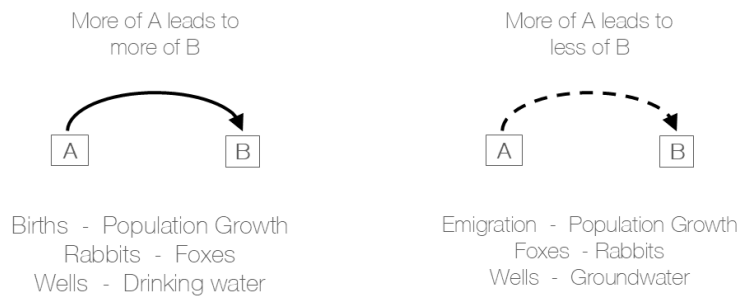 More of A leads to
more of B
A
B
Births - Population Growth
Rabbits - Foxes
Wells - Drinking water
More of A leads to
less of B
A
B
Emigration - Population Growth
Foxes - Rabbits
Wells - Groundwater